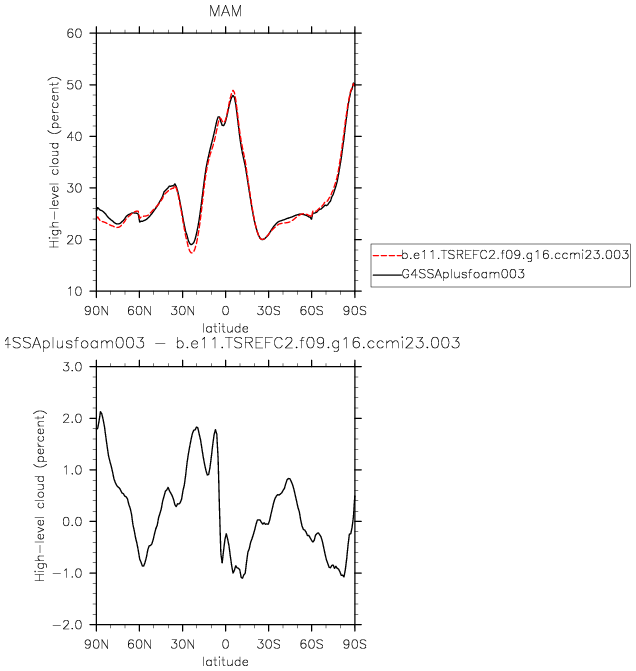 MAM
60
50
40
30
20
10
High-level cloud (percent)
90N 60N 30N 0 30S 60S 90S
latitude
b.e11.TSREFC2.f09.g16.ccmi23.003
G4SSAplusfoam003
4SSAplusfoam003 - b.e11.TSREFC2.f09.g16.ccmi23.003
3.0
2.0
1.0
0.0
-1.0
-2.0
High-level cloud (percent)
90N 60N 30N 0 30S 60S 90S
latitude